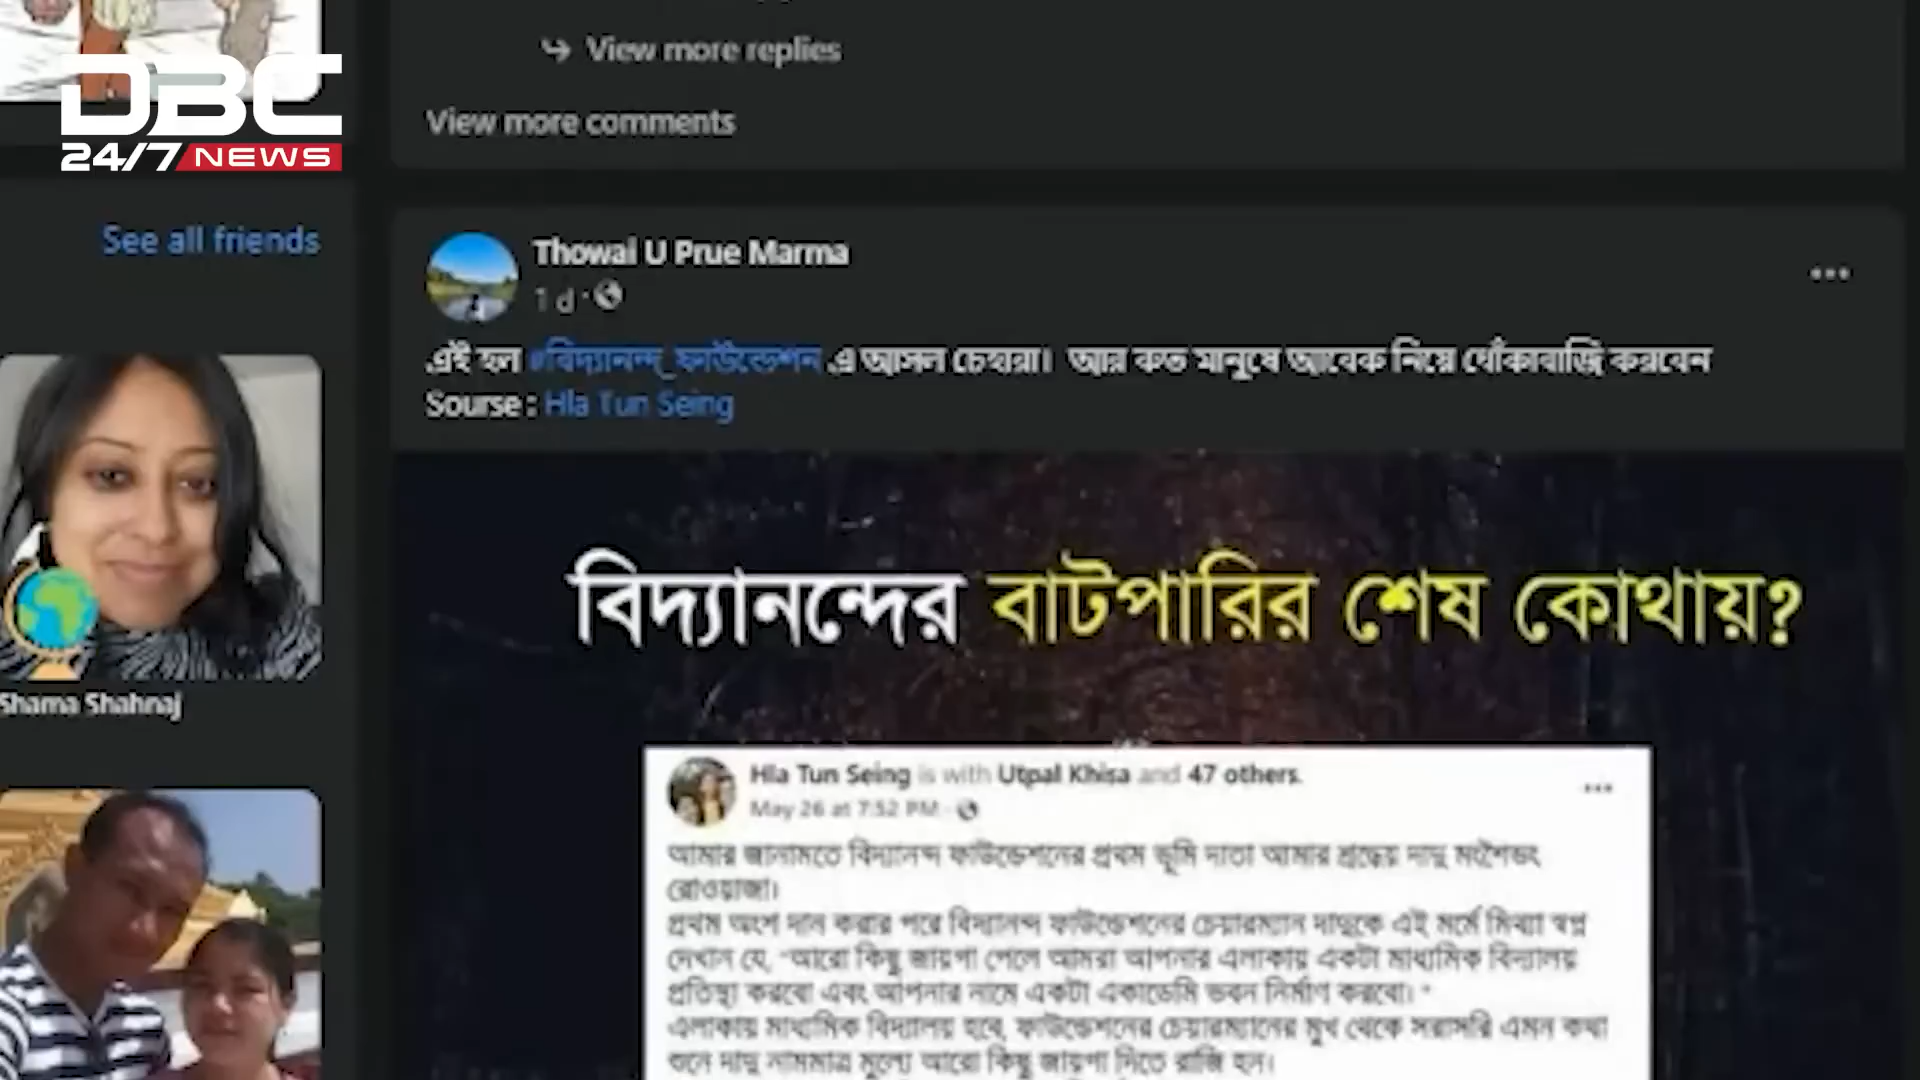 View more replies
View more comments
DBC
24/7 NEWS
See all friends
Shama Shahnaj
Thowai U Prue Marma
1 d
এই হল #বিদ্যানন্দ_ফাউন্ডেশন এ আসল চেহারা। আর কত মানুষে আবেক নিয়ে ধোঁকাবাজি করবেন
Sourse : Hla Tun Seing
বিদ্যানন্দের বাটপারির শেষ কোথায়?
Hla Tun Seing is with Utpal Khisa and 47 others.
May 26 at 7:52 PM
আমার জানামতে বিদ্যানন্দ ফাউন্ডেশনের প্রথম ভূমি দাতা আমার শ্রদ্ধেয় দাদু মংশৈভং
রোওয়াজা।
প্রথম অংশ দান করার পরে বিদ্যানন্দ ফাউন্ডেশনের চেয়ারম্যান দাদুকে এই মর্মে মিথ্যা স্বপ্ন
দেখান যে, "আরো কিছু জায়গা পেলে আমরা আপনার এলাকায় একটা মাধ্যমিক বিদ্যালয়
প্রতিস্থা করবো এবং আপনার নামে একটা একাডেমি ভবন নির্মাণ করবো। "
এলাকায় মাধ্যমিক বিদ্যালয় হবে, ফাউন্ডেশনের চেয়ারম্যানের মুখ থেকে সরাসরি এমন কথা
শুনে দাদু নামমাত্র মূল্যে আরো কিছু জায়গা দিতে রাজি হন।